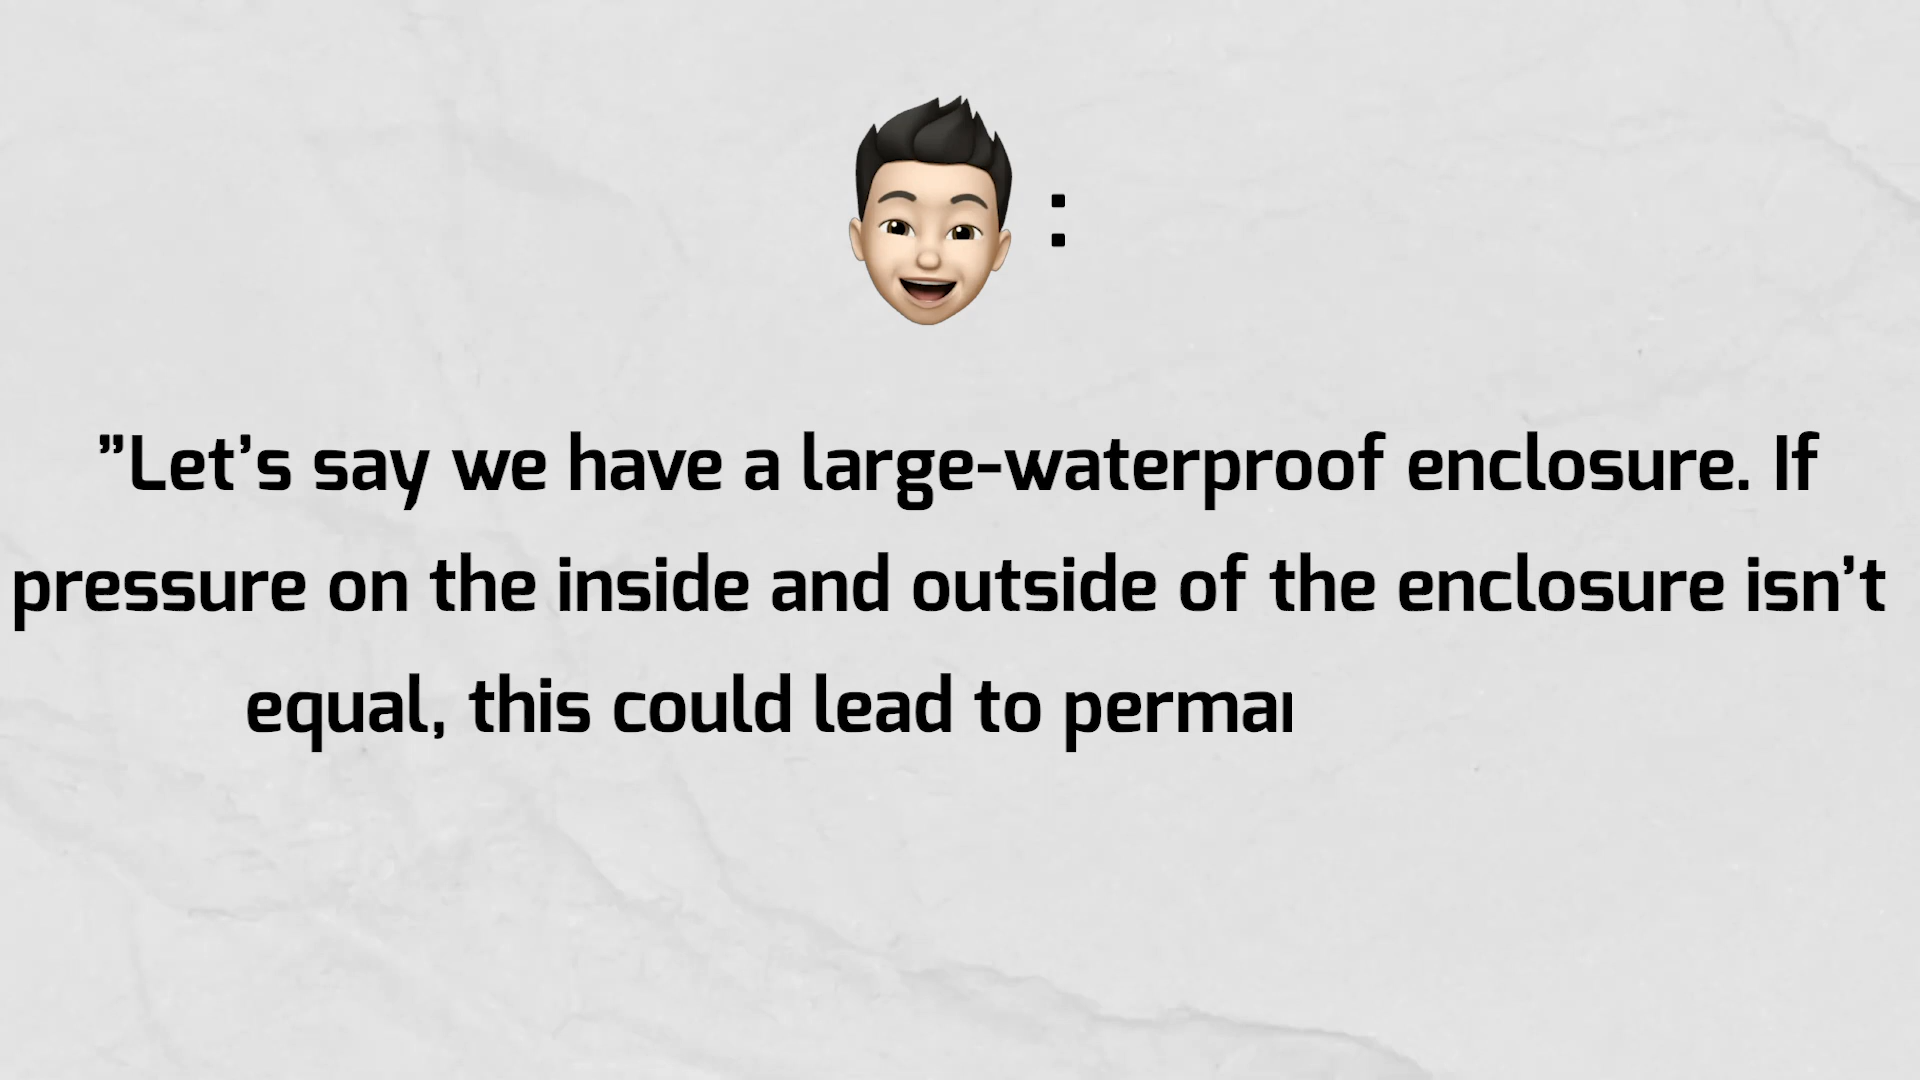 :
”Let’s say we have a large-waterproof enclosure. If
pressure on the inside and outside of the enclosure isn’t
equal, this could lead to